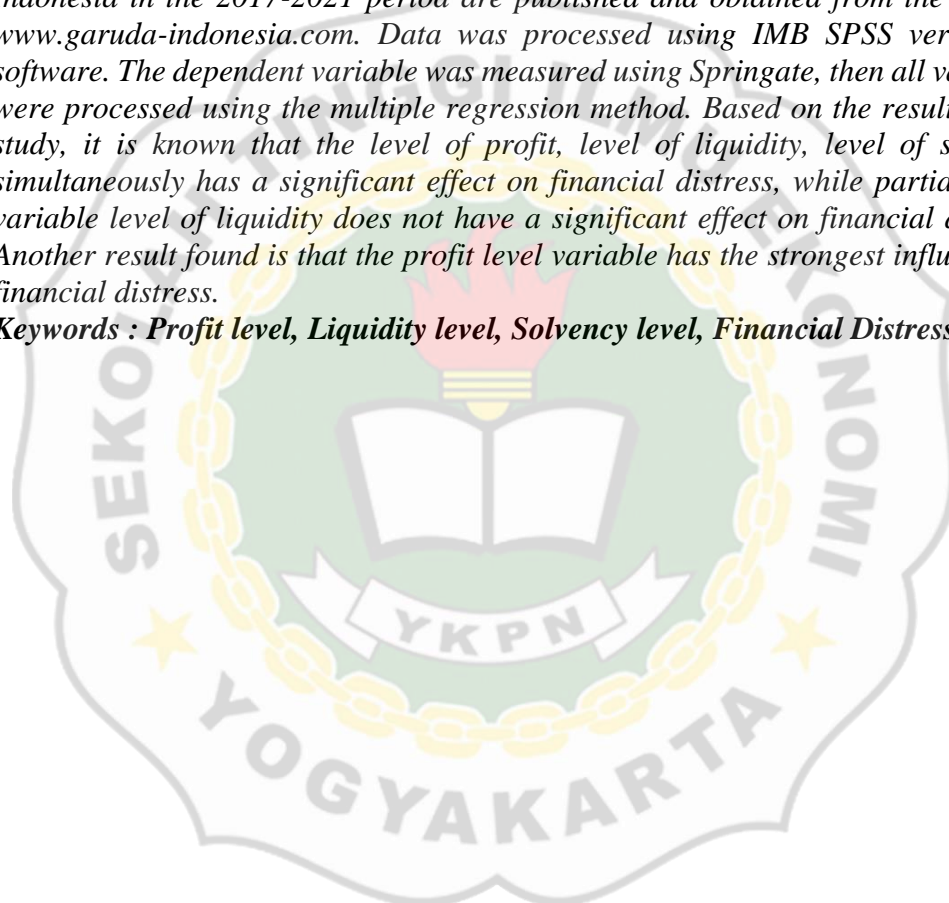 Indonesia in the 2017-2021 period are published and obtained from the
www.garuda-indonesia.com. Data was processed using IMB SPSS
software. The dependent variable was measured using Springate, then all
were processed using the multiple regression method. Based on the
study, it is known that the level of profit, level of liquidity, level of
simultaneously has a significant effect on financial distress, while
variable level of liquidity does not have a significant effect on financial
Another result found is that the profit level variable has the strongest
financial distress.
Keywords : Profit level, Liquidity level, Solvency level, Financial Distress
SEKOLAH TINGGI ILMU EKONOMI
YKPN
YOGYAKARTA